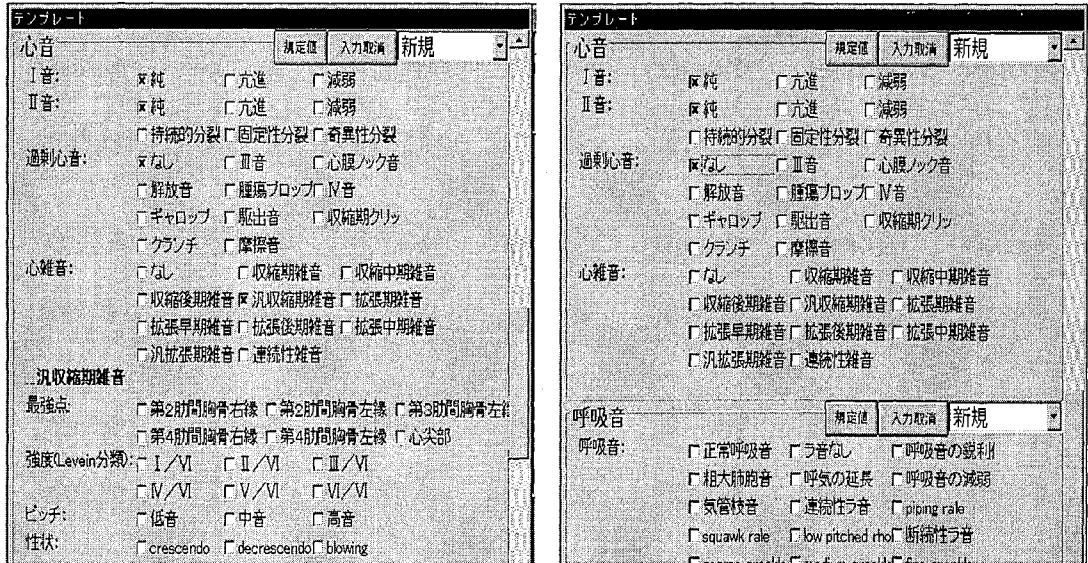 テンプレート
心音 規定値 入力取消 新規
Ⅰ音: 純 亢進 減弱
Ⅱ音: 純 亢進 減弱
持続的分裂 固定性分裂 奇異性分裂
過剰心音: なし Ⅲ音 心膜ノック音
解放音 腫瘍プロップ Ⅳ音
ギャロップ 駆出音 収縮期クリッ
クランチ 摩擦音
心雑音: なし 収縮期雑音 収縮中期雑音
収縮後期雑音 汎収縮期雑音 拡張期雑音
拡張早期雑音 拡張後期雑音 拡張中期雑音
汎拡張期雑音 連続性雑音
...汎収縮期雑音
最強点: 第2肋間胸骨右縁 第2肋間胸骨左縁 第3肋間胸骨左縁
第4肋間胸骨右縁 第4肋間胸骨左縁 心尖部
強度(Levein分類): Ⅰ/Ⅵ Ⅱ/Ⅵ Ⅲ/Ⅵ
Ⅳ/Ⅵ Ⅴ/Ⅵ Ⅵ/Ⅵ
ピッチ: 低音 中音 高音
性状: crescendo decrescendo blowing
テンプレート
心音 規定値 入力取消 新規
Ⅰ音: 純 亢進 減弱
Ⅱ音: 純 亢進 減弱
持続的分裂 固定性分裂 奇異性分裂
過剰心音: なし Ⅲ音 心膜ノック音
解放音 腫瘍プロップ Ⅳ音
ギャロップ 駆出音 収縮期クリッ
クランチ 摩擦音
心雑音: なし 収縮期雑音 収縮中期雑音
収縮後期雑音 汎収縮期雑音 拡張期雑音
拡張早期雑音 拡張後期雑音 拡張中期雑音
汎拡張期雑音 連続性雑音
呼吸音 規定値 入力取消 新規
呼吸音: 正常呼吸音 ラ音なし 呼吸音の鋭利
粗大肺胞音 呼気の延長 呼吸音の減弱
気管枝音 連続性ラ音 piping rale
squawk rale low pitched rho 断続性ラ音